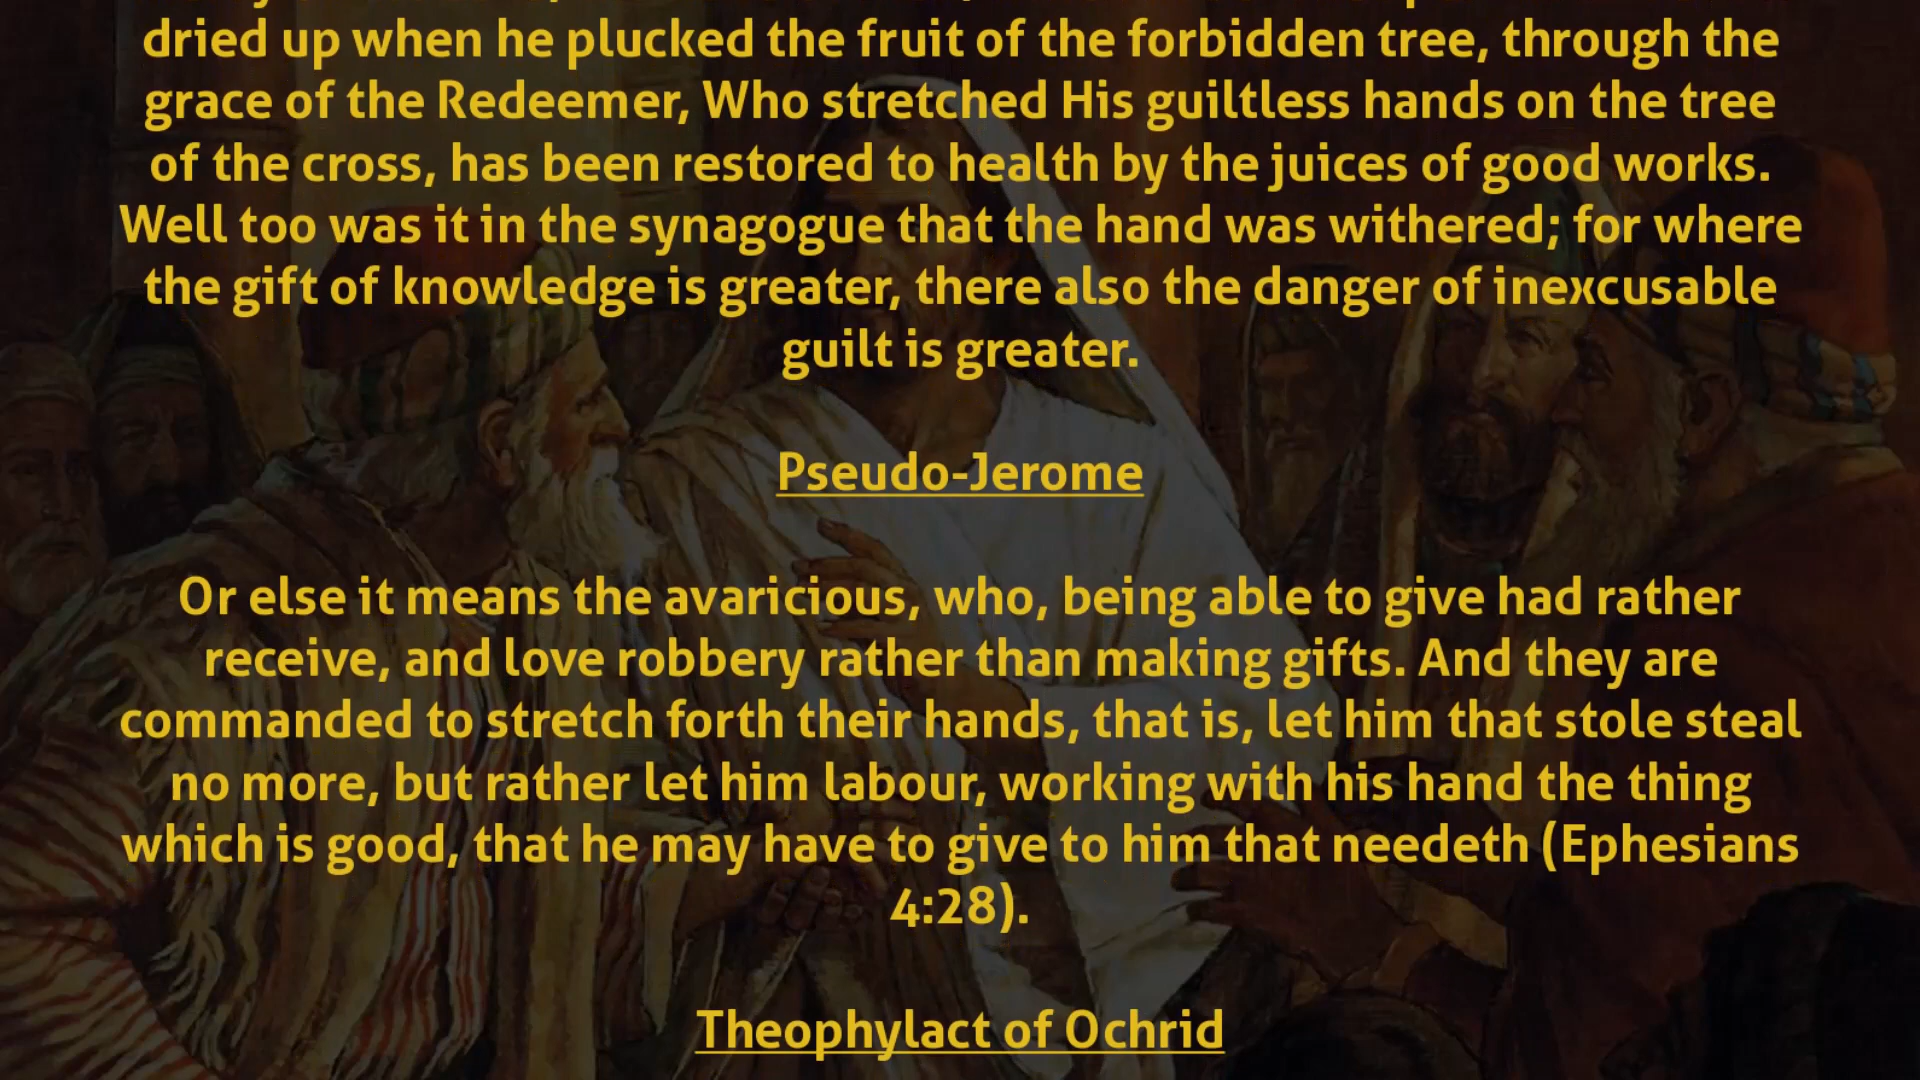 dried up when he plucked the fruit of the forbidden tree, through the
grace of the Redeemer, Who stretched His guiltless hands on the tree
of the cross, has been restored to health by the juices of good works.
Well too was it in the synagogue that the hand was withered; for where
the gift of knowledge is greater, there also the danger of inexcusable
guilt is greater.
Pseudo-Jerome
Or else it means the avaricious, who, being able to give had rather
receive, and love robbery rather than making gifts. And they are
commanded to stretch forth their hands, that is, let him that stole steal
no more, but rather let him labour, working with his hand the thing
which is good, that he may have to give to him that needeth (Ephesians
4:28).
Theophylact of Ochrid